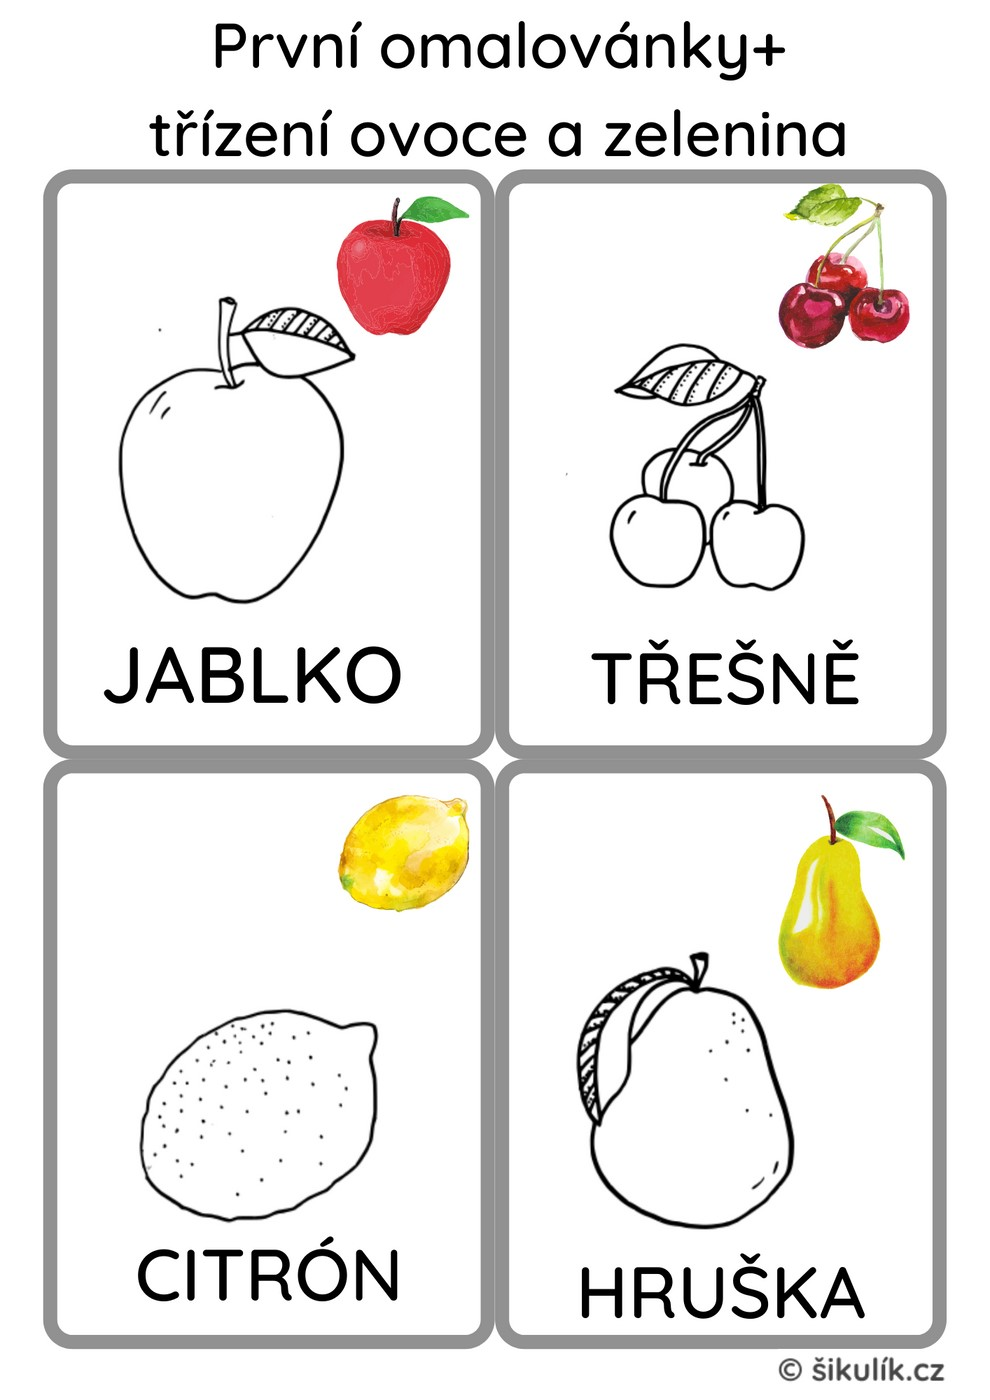 První omalovánky+
třízení ovoce a zelenina
JABLKO
TŘEŠNĚ
CITRÓN
HRUŠKA
© šikulík.cz